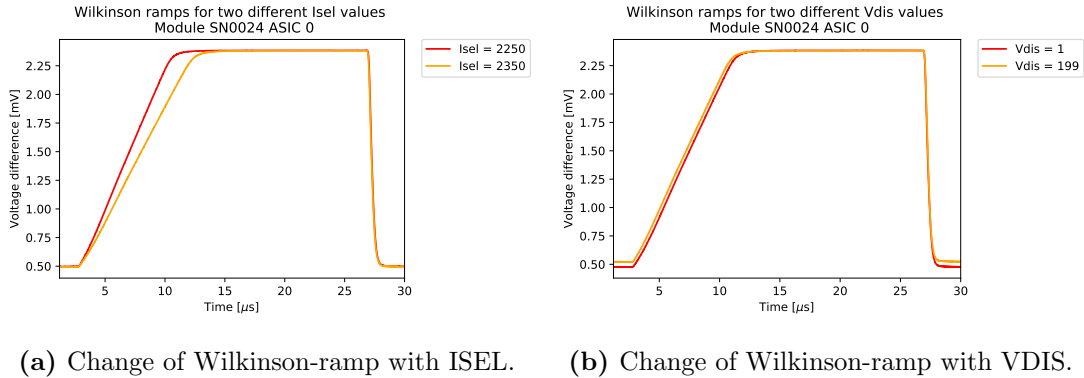 Wilkinson ramps for two different Isel values
Module SN0024 ASIC 0
2.25
2.00
1.75
1.50
1.25
1.00
0.75
0.50
Voltage difference [mV]
5
10
15
20
25
30
Time [μs]
Isel = 2250
Isel = 2350
(a) Change of Wilkinson-ramp with ISEL.
Wilkinson ramps for two different Vdis values
Module SN0024 ASIC 0
2.25
2.00
1.75
1.50
1.25
1.00
0.75
0.50
Voltage difference [mV]
5
10
15
20
25
30
Time [μs]
Vdis = 1
Vdis = 199
(b) Change of Wilkinson-ramp with VDIS.